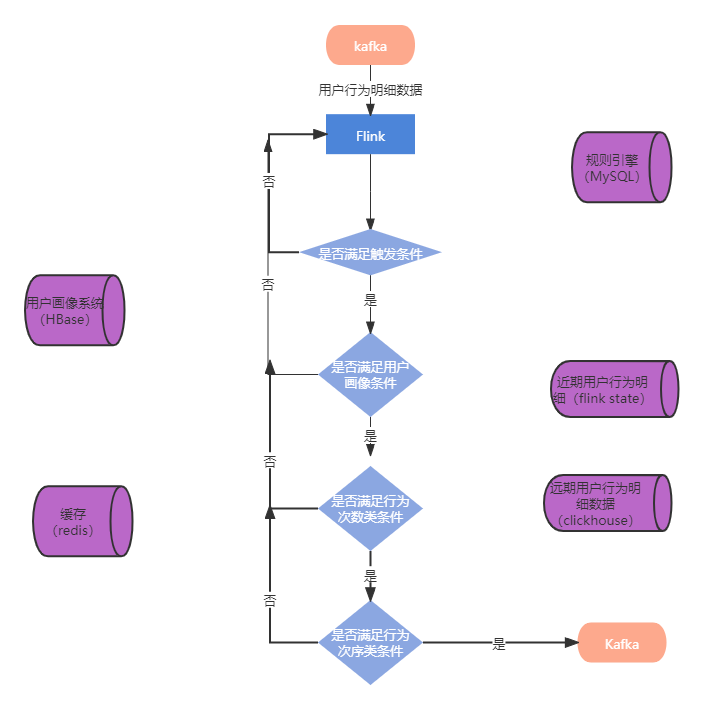 kafka
用户行为明细数据
Flink
规则引擎
（MySQL）
否
是否满足触发条件
否
是
用户画像系统
（HBase）
是否满足用户
画像条件
近期用户行为明
细（flink state）
是
否
是否满足行为
次数类条件
远期用户行为明
细数据
（clickhouse）
缓存
（redis）
是
否
是否满足行为
次序类条件
是
Kafka